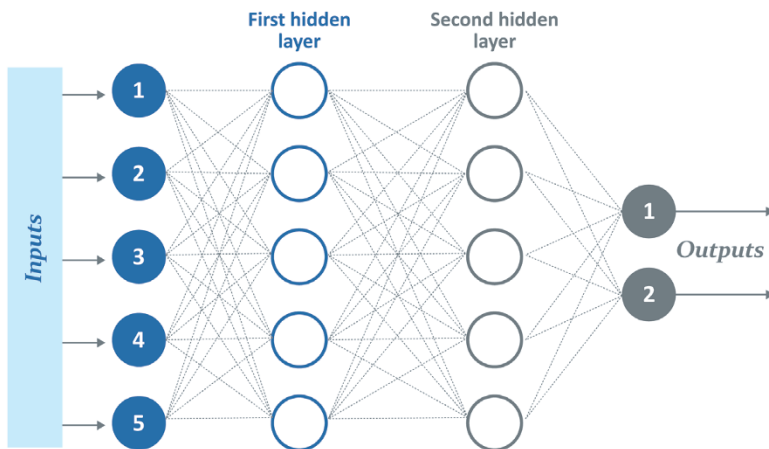 First hidden
layer
Second hidden
layer
Inputs
1
2
3
4
5
1
2
Outputs